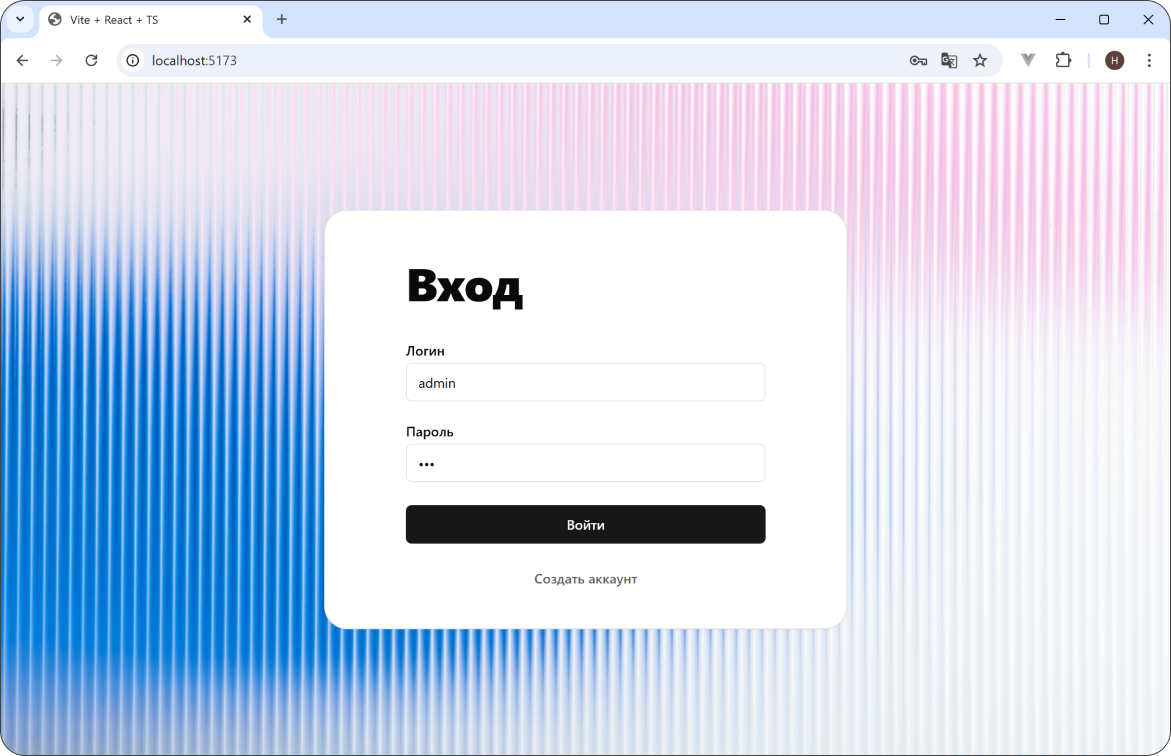 Vite + React + TS
localhost:5173
H
Вход
Логин
admin
Пароль
•••
Войти
Создать аккаунт